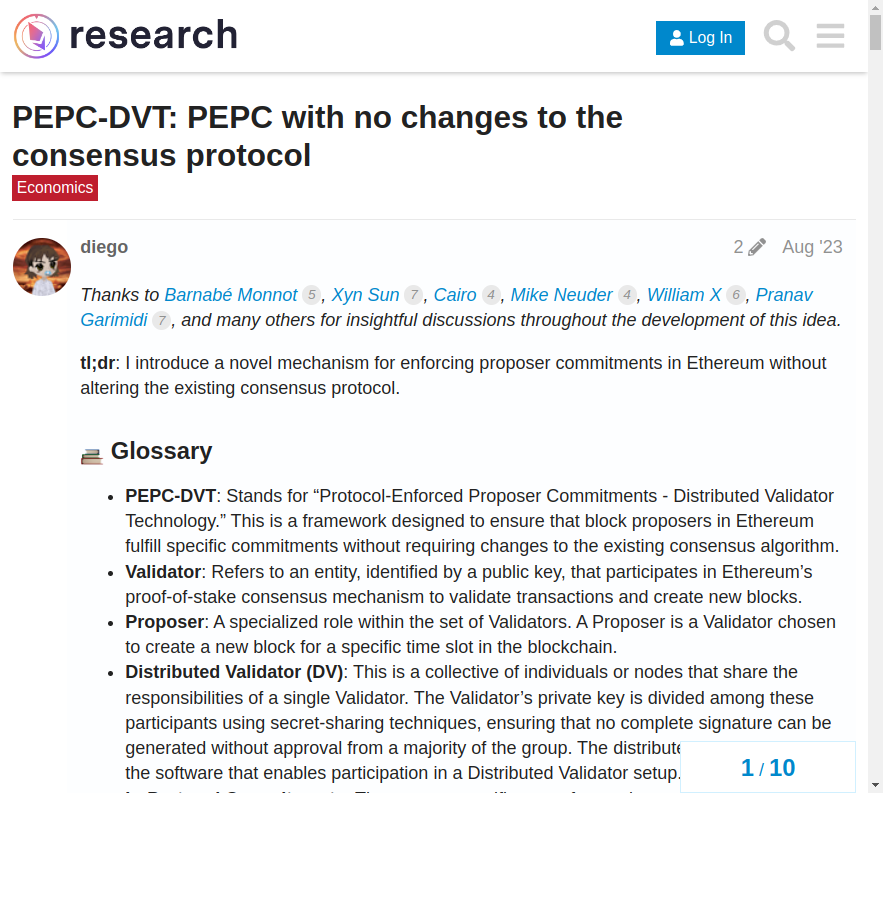 research
Log In
PEPC-DVT: PEPC with no changes to the
consensus protocol
Economics
diego
2
Aug '23
Thanks to Barnabé Monnot 5, Xyn Sun 7, Cairo 4, Mike Neuder 4, William X 6, Pranav
Garimidi 7, and many others for insightful discussions throughout the development of this idea.
tl;dr: I introduce a novel mechanism for enforcing proposer commitments in Ethereum without
altering the existing consensus protocol.
Glossary
• PEPC-DVT: Stands for “Protocol-Enforced Proposer Commitments - Distributed Validator
Technology.” This is a framework designed to ensure that block proposers in Ethereum
fulfill specific commitments without requiring changes to the existing consensus algorithm.
• Validator: Refers to an entity, identified by a public key, that participates in Ethereum’s
proof-of-stake consensus mechanism to validate transactions and create new blocks.
• Proposer: A specialized role within the set of Validators. A Proposer is a Validator chosen
to create a new block for a specific time slot in the blockchain.
• Distributed Validator (DV): This is a collective of individuals or nodes that share the
responsibilities of a single Validator. The Validator’s private key is divided among these
participants using secret-sharing techniques, ensuring that no complete signature can be
generated without approval from a majority of the group. The distribute
the software that enables participation in a Distributed Validator setup.
1 / 10